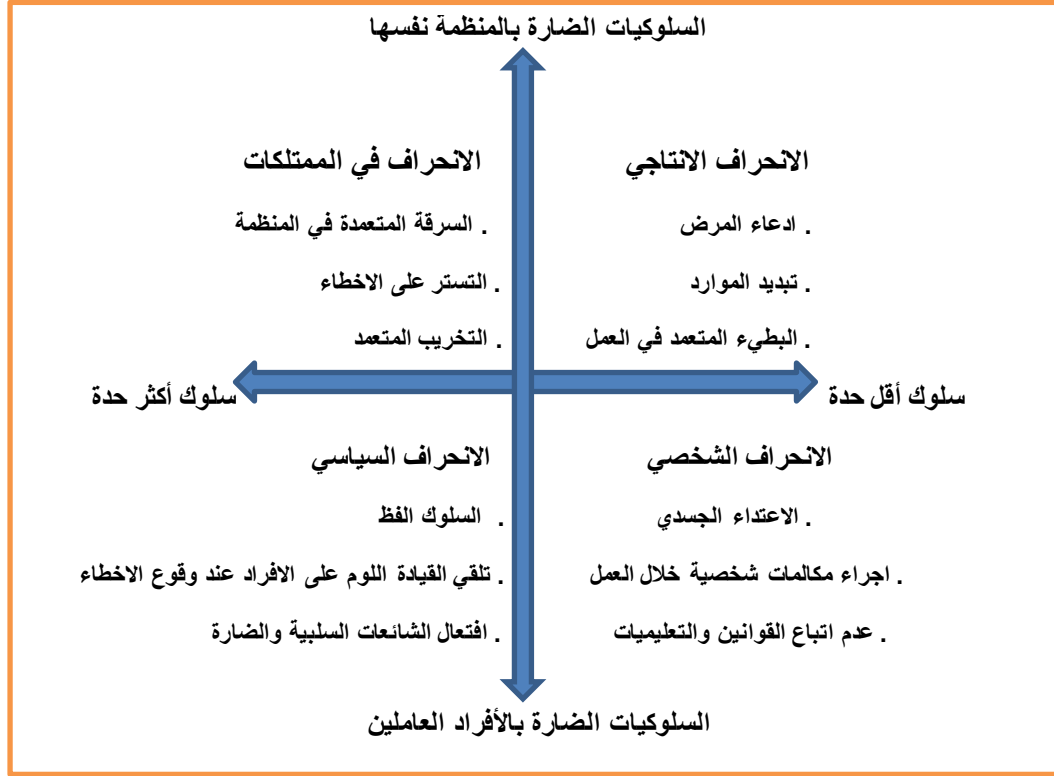 السلوكيات الضارة بالمنظمة نفسها
الانحراف الانتاجي
. ادعاء المرض
. تبديد الموارد
. البطيء المتعمد في العمل
الانحراف في الممتلكات
. السرقة المتعمدة في المنظمة
. التستر على الاخطاء
. التخريب المتعمد
سلوك أقل حدة
سلوك أكثر حدة
الانحراف الشخصي
. الاعتداء الجسدي
. اجراء مكالمات شخصية خلال العمل
. عدم اتباع القوانين والتعليميات
الانحراف السياسي
. السلوك الفظ
. تلقي القيادة اللوم على الافراد عند وقوع الاخطاء
. افتعال الشائعات السلبية والضارة
السلوكيات الضارة بالأفراد العاملين